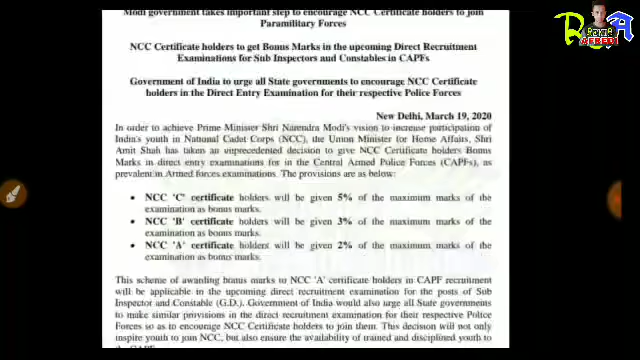 Modi government takes important step to encourage NCC Certificate holders to join
Paramilitary Forces
NCC Certificate holders to get Bonus Marks in the upcoming Direct Recruitment
Examinations for Sub Inspectors and Constables in CAPFs
Government of India to urge all State governments to encourage NCC Certificate
holders in the Direct Entry Examination for their respective Police Forces
New Delhi, March 19, 2020
In order to achieve Prime Minister Shri Narendra Modi's vision to increase participation of
India's youth in National Cadet Corps (NCC), the Union Minister for Home Affairs, Shri
Amit Shah has taken an unprecedented decision to give NCC Certificate holders Bonus
Marks in direct entry examinations for in the Central Armed Police Forces (CAPFs), as
prevalent in Armed forces examinations. The provisions are as below:
• NCC 'C' certificate holders will be given 5% of the maximum marks of the
examination as bonus marks.
• NCC 'B' certificate holders will be given 3% of the maximum marks of the
examination as bonus marks.
• NCC 'A' certificate holders will be given 2% of the maximum marks of the
examination as bonus marks.
This scheme of awarding bonus marks to NCC 'A' certificate holders in CAPF recruitment
will be applicable in the upcoming direct recruitment examination for the posts of Sub
Inspector and Constable (G.D.). Government of India would also urge all State governments
to make similar provisions in the direct recruitment examination for their respective Police
Forces so as to encourage NCC Certificate holders to join them. This decision will not only
inspire youth to join NCC, but also ensure the availability of trained and disciplined youth to
the CAPF